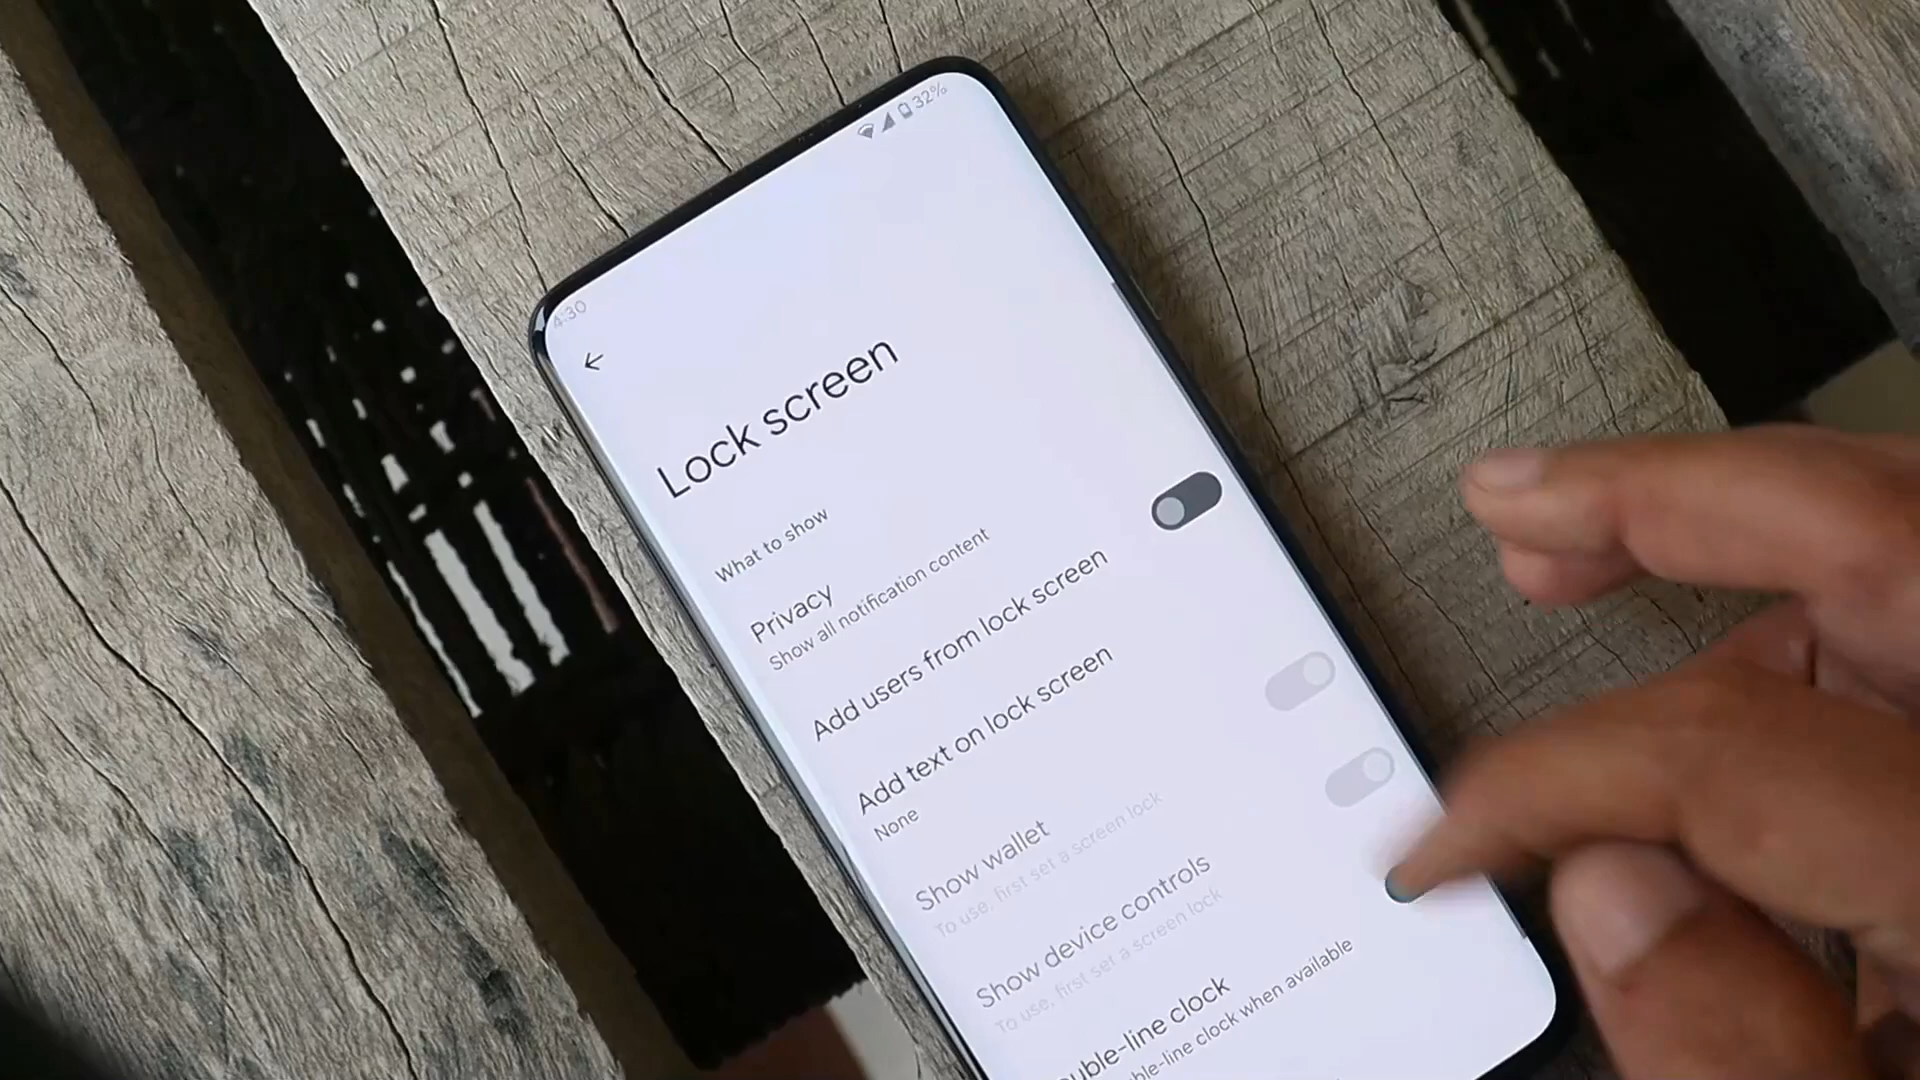 4:30
32%
Lock screen
What to show
Privacy
Show all notification content
Add users from lock screen
Add text on lock screen
None
Show wallet
To use, first set a screen lock
Show device controls
To use, first set a screen lock
uble-line clock
ble-line clock when available